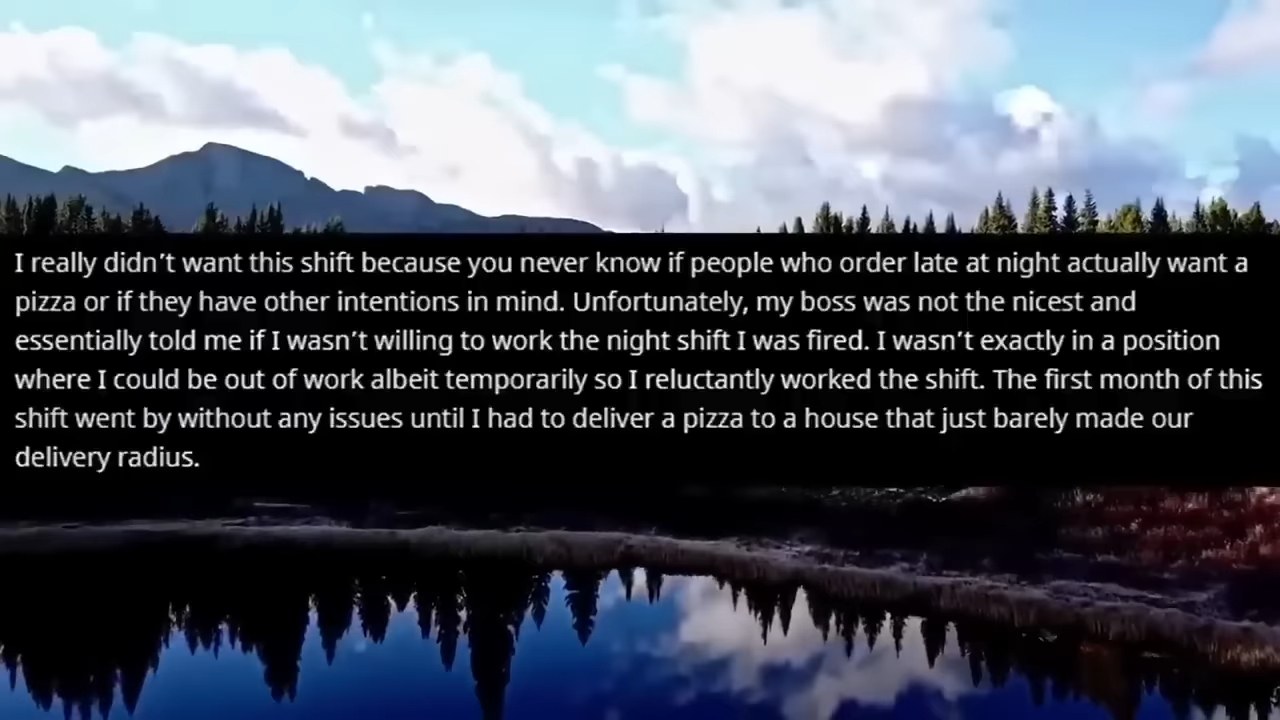 I really didn't want this shift because you never know if people who order late at night actually want a
pizza or if they have other intentions in mind. Unfortunately, my boss was not the nicest and
essentially told me if I wasn't willing to work the night shift I was fired. I wasn't exactly in a position
where I could be out of work albeit temporarily so I reluctantly worked the shift. The first month of this
shift went by without any issues until I had to deliver a pizza to a house that just barely made our
delivery radius.